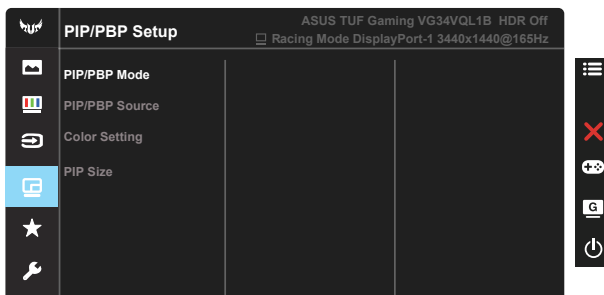 PIP/PBP Setup
ASUS TUF Gaming VG34VQL1B HDR Off
Racing Mode DisplayPort-1 3440x1440@165Hz
PIP/PBP Mode
PIP/PBP Source
Color Setting
PIP Size
G